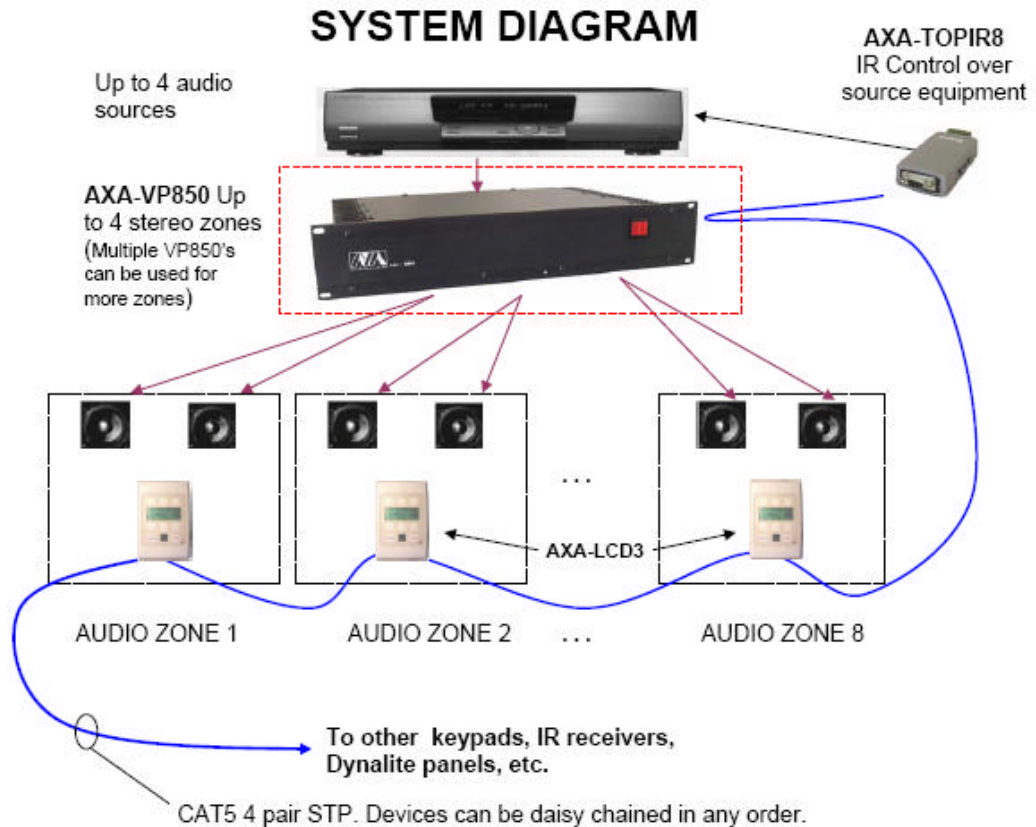 SYSTEM DIAGRAM
AXA-TOPIR8
IR Control over
source equipment
Up to 4 audio
sources
AXA-VP850 Up
to 4 stereo zones
(Multiple VP850's
can be used for
more zones)
AXA
...
AXA-LCD3
AUDIO ZONE 1
AUDIO ZONE 2
...
AUDIO ZONE 8
To other keypads, IR receivers,
Dynalite panels, etc.
CAT5 4 pair STP. Devices can be daisy chained in any order.